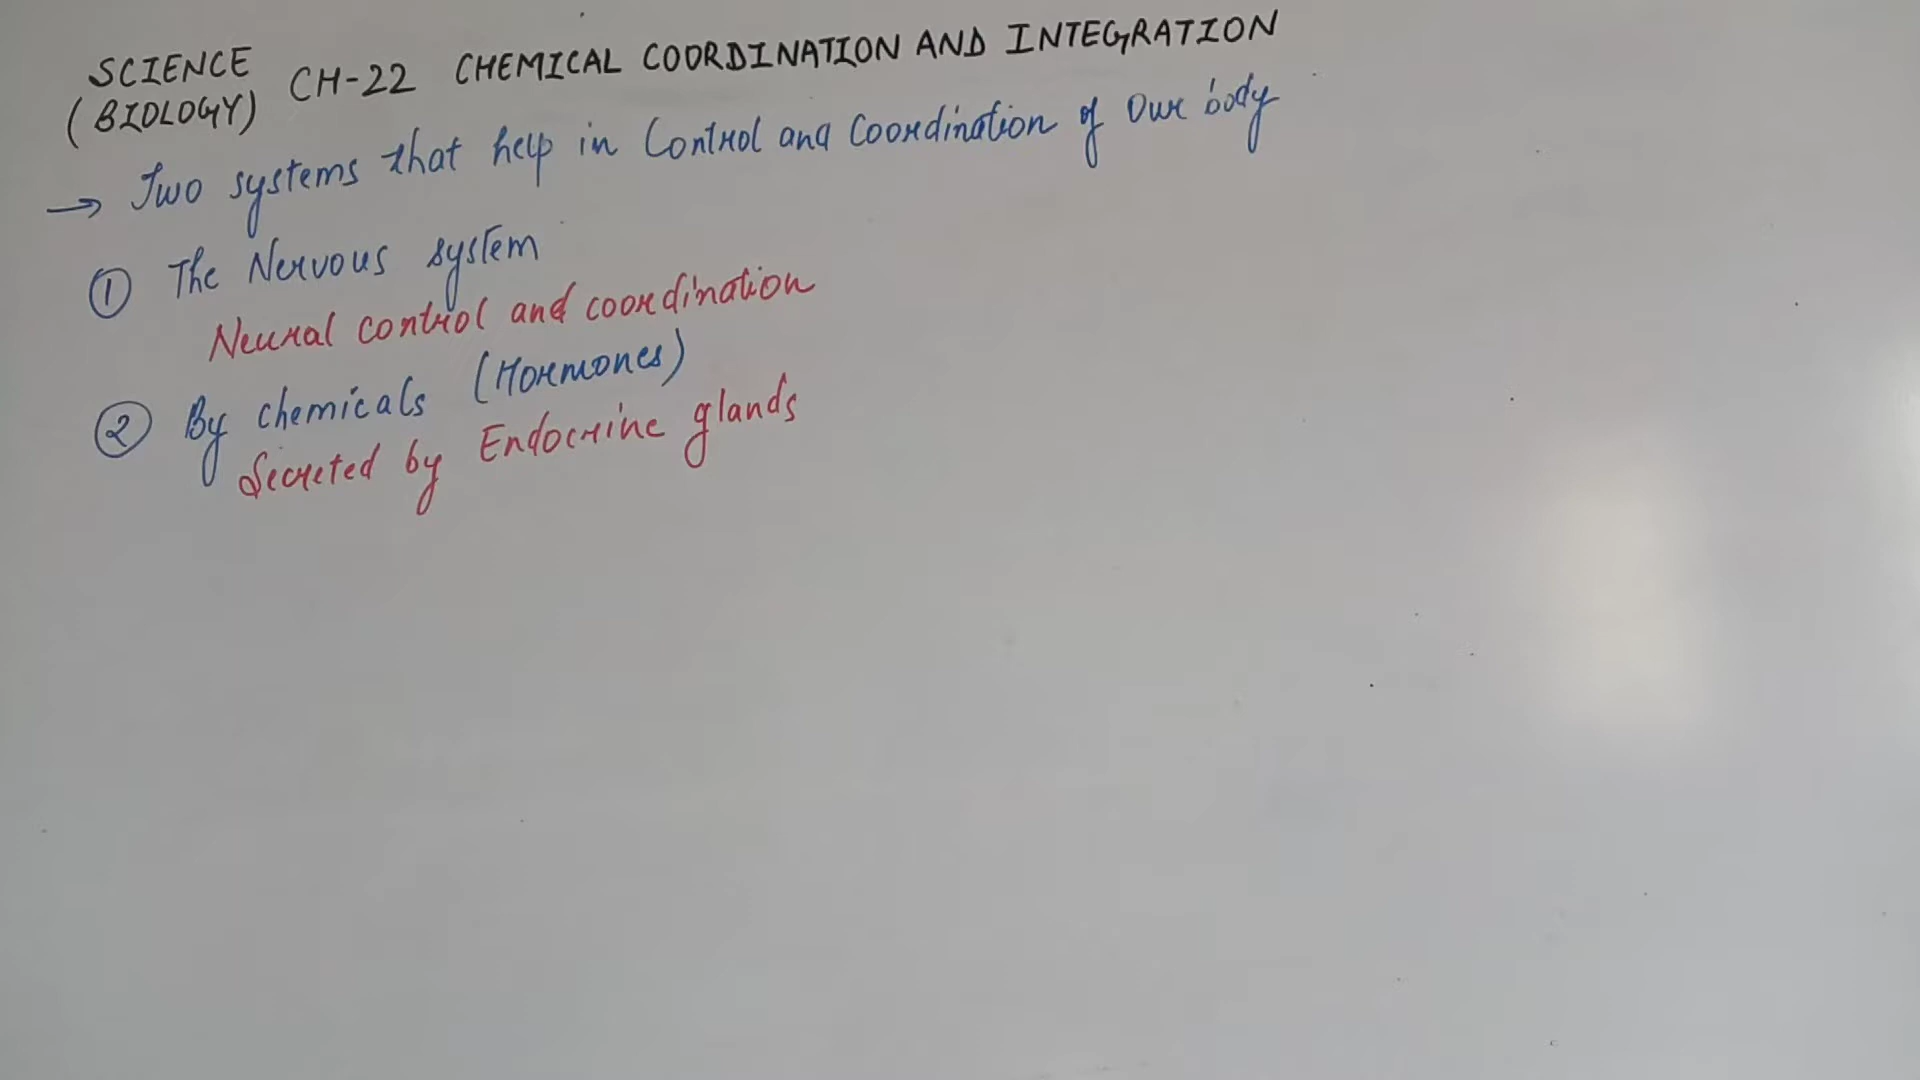 SCIENCE (BIOLOGY) CH-22 CHEMICAL COORDINATION AND INTEGRATION
→ Two systems that help in Control and Coordination of Our body
① The Nervous system
Neural control and coordination
② By chemicals (Hormones)
Secreted by Endocrine glands